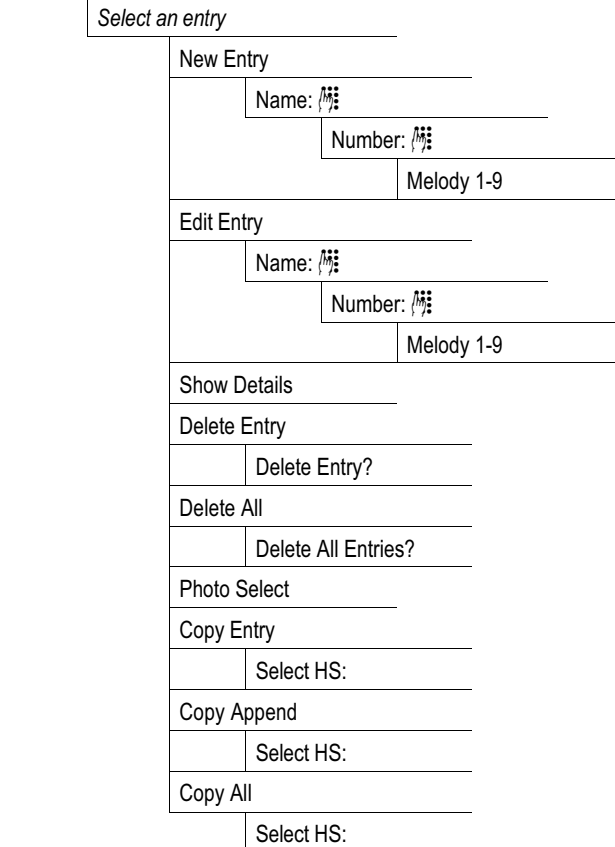 Select an entry
New Entry
Name:
Number:
Melody 1-9
Edit Entry
Name:
Number:
Melody 1-9
Show Details
Delete Entry
Delete Entry?
Delete All
Delete All Entries?
Photo Select
Copy Entry
Select HS:
Copy Append
Select HS:
Copy All
Select HS: